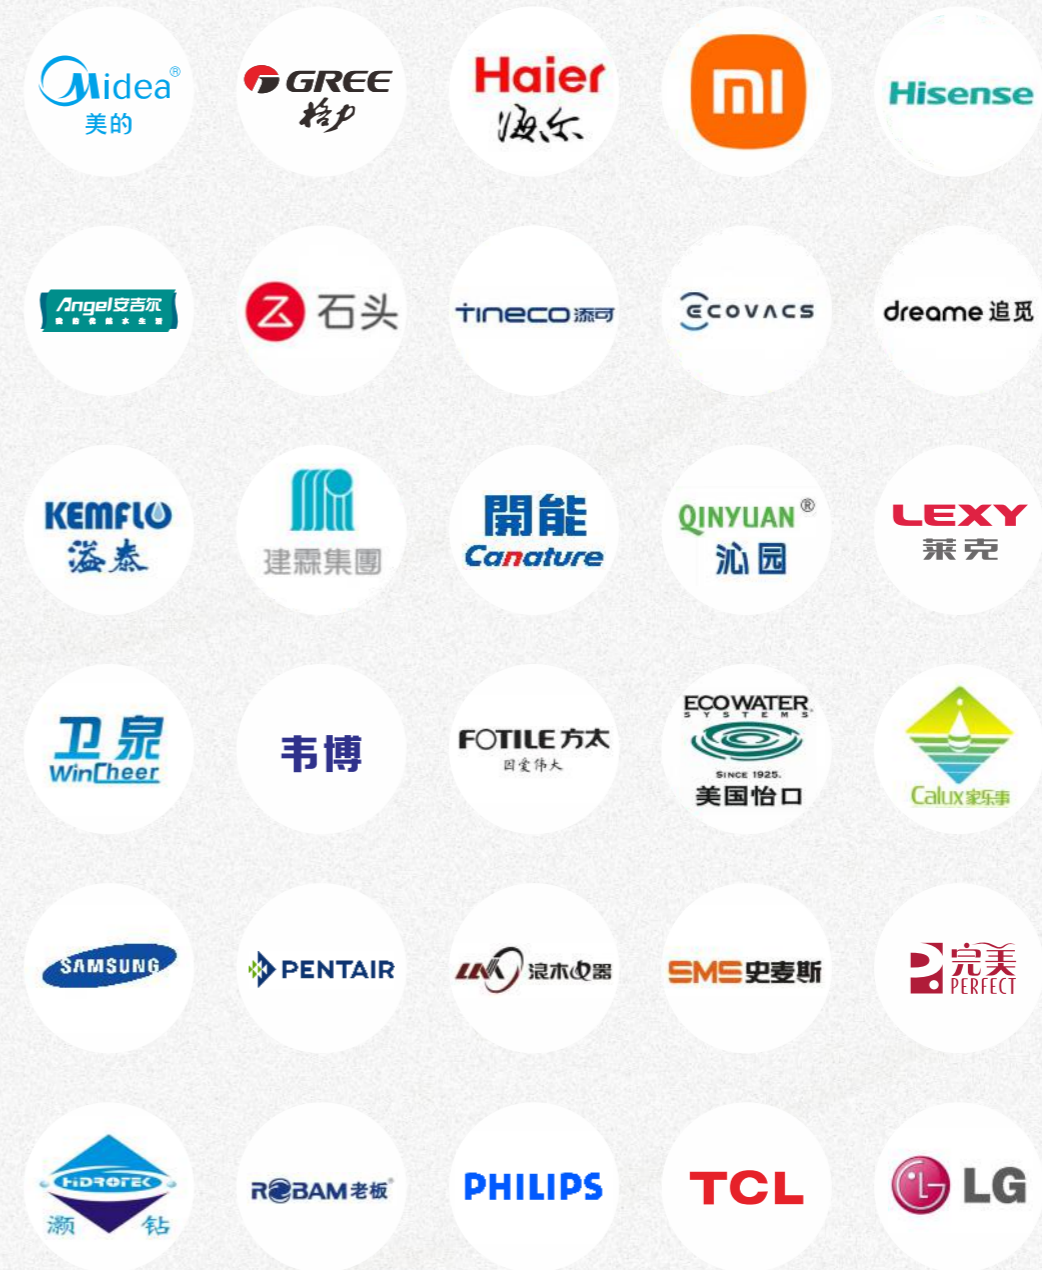 Midea®
美的
GREE
格力
Haier
海尔
mi
Hisense
Angel安吉尔
石头
TINECO添可
ECOVACS
dreame 追觅
KEMFLO
溢泰
建霖集團
開能
Canature
QINYUAN®
沁园
LEXY
莱克
卫泉
WinCheer
韦博
FOTILE方太
因爱伟大
ECOWATER
SYSTEMS
SINCE 1925.
美国怡口
Calux家乐事
SAMSUNG
PENTAIR
浪木电器
SMS史麦斯
完美
PERFECT
HIDROTEK
灏钻
ROBAM老板®
PHILIPS
TCL
LG